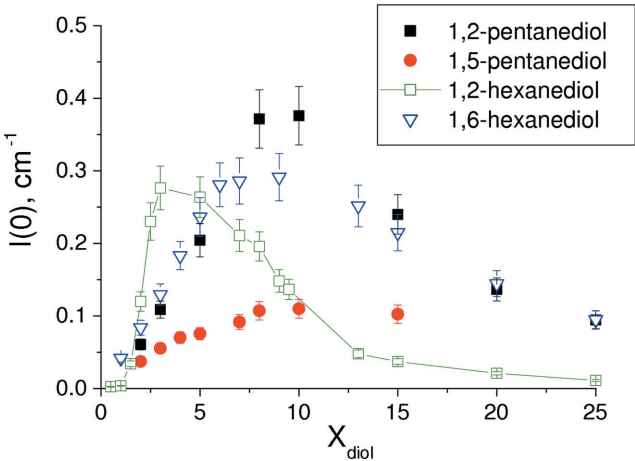 0.5
0.4
0.3
0.2
0.1
0.0
I(0), cm⁻¹
0
5
10
15
20
25
X_diol
1,2-pentanediol
1,5-pentanediol
1,2-hexanediol
1,6-hexanediol